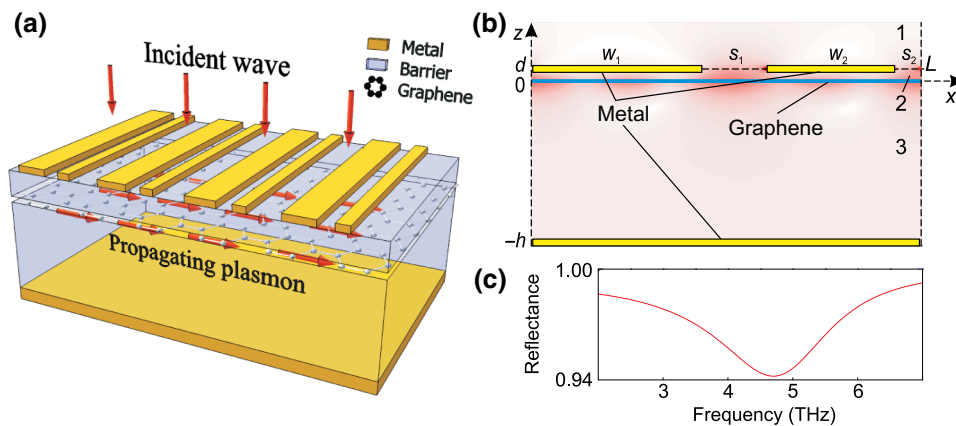 (a)
Incident wave
Metal
Barrier
Graphene
Propagating plasmon
(b)
z
1
d
w1
s1
w2
s2
L
0
x
2
Metal
Graphene
3
−h
(c)
1.00
Reflectance
0.94
3 4 5 6
Frequency (THz)